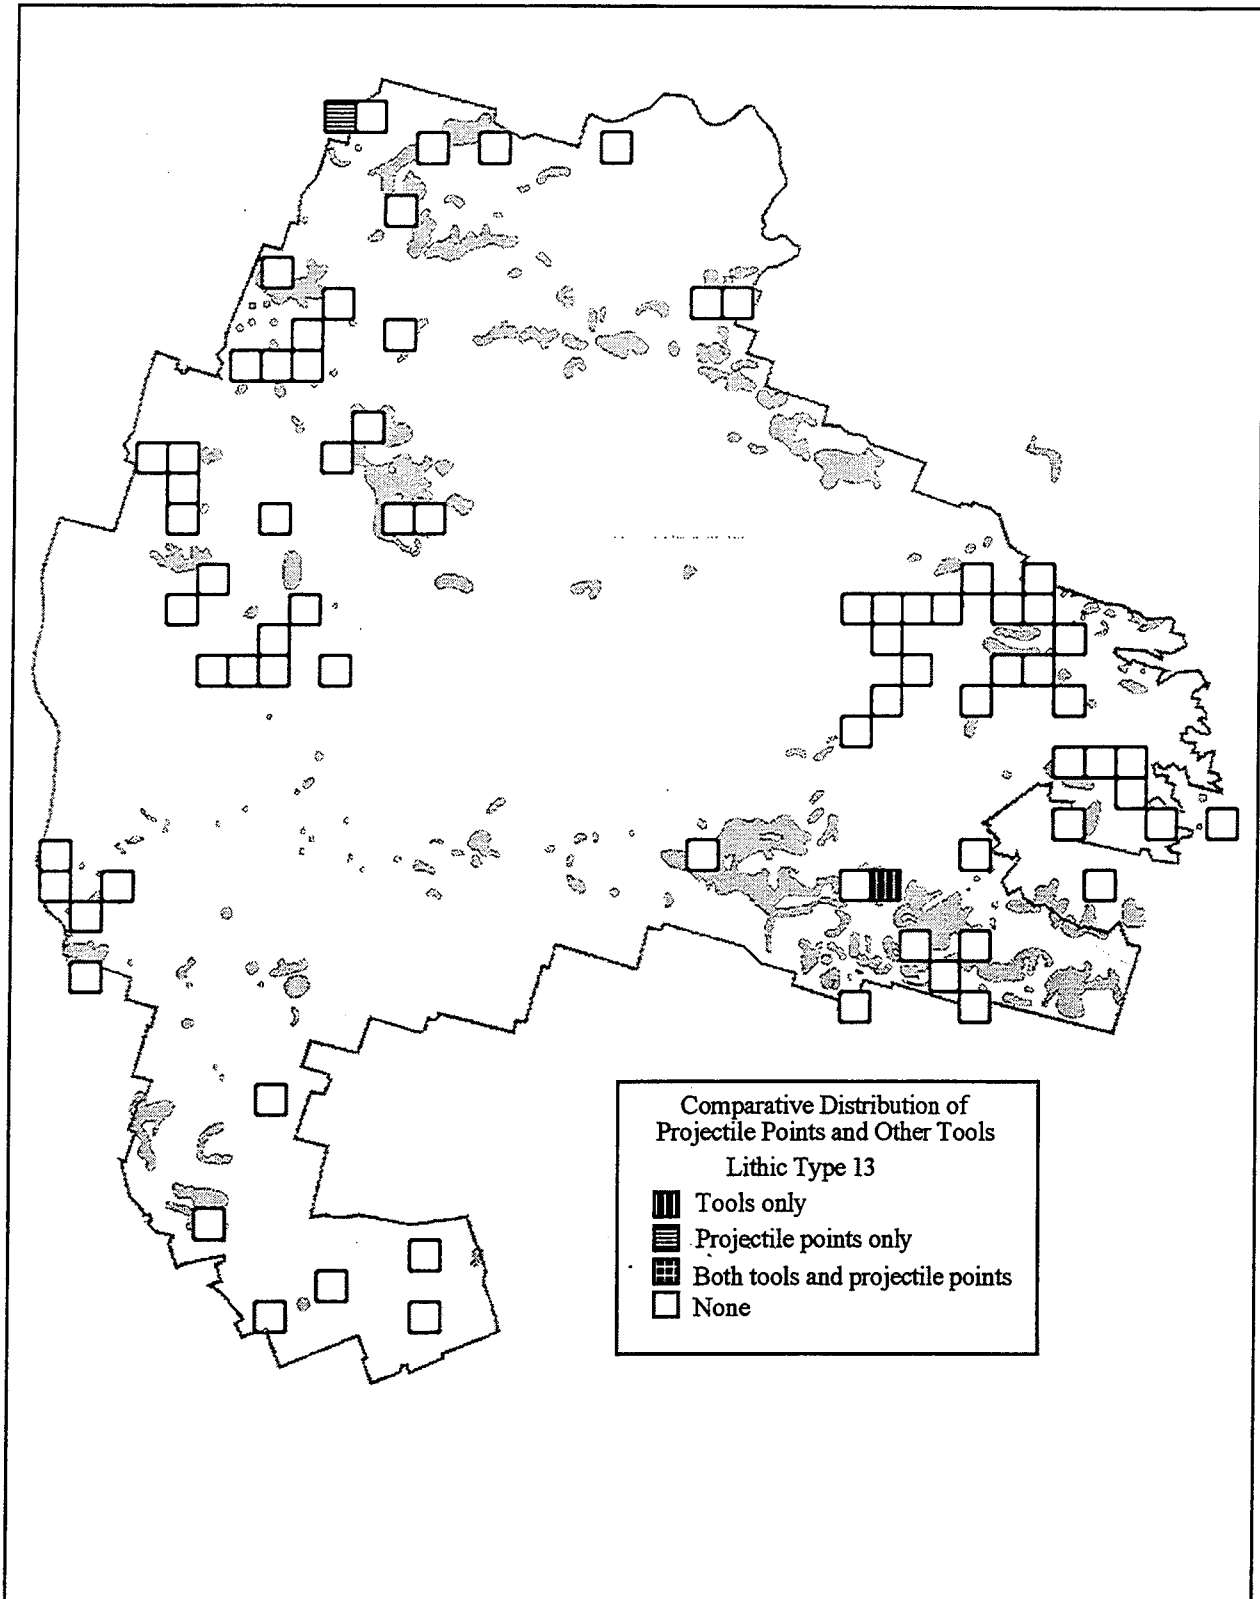 Comparative Distribution of
Projectile Points and Other Tools
Lithic Type 13
Tools only
Projectile points only
Both tools and projectile points
None